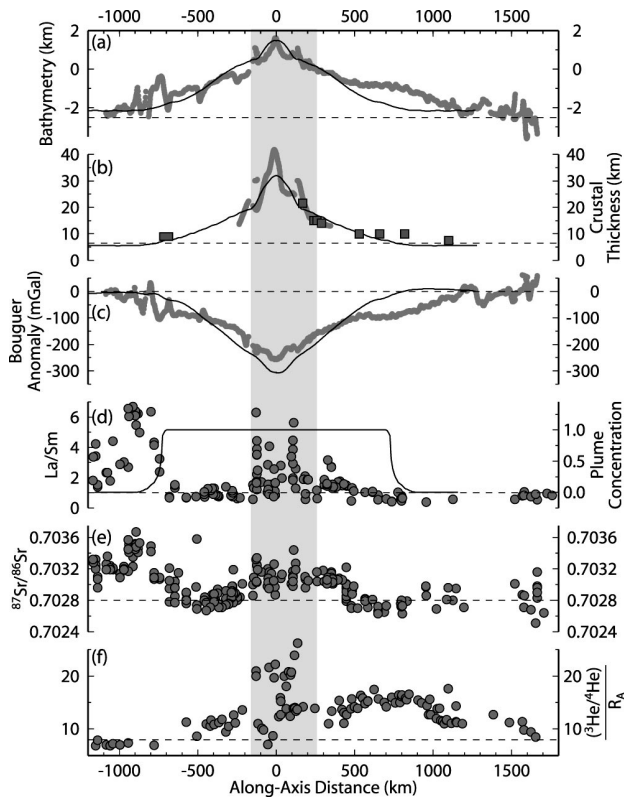 -1000 -500 0 500 1000 1500
(a)
Bathymetry (km)
2
0
-2
2
0
-2
(b)
40
30
20
10
0
40
30
20
10
0
Crustal
Thickness (km)
(c)
Bouguer
Anomaly (mGal)
0
-100
-200
-300
0
-100
-200
-300
(d)
La/Sm
6
4
2
0
1.0
0.5
0.0
Plume
Concentration
(e)
87Sr/86Sr
0.7036
0.7032
0.7028
0.7024
0.7036
0.7032
0.7028
0.7024
(f)
20
10
20
10
(3He/4He)
RA
-1000 -500 0 500 1000 1500
Along-Axis Distance (km)